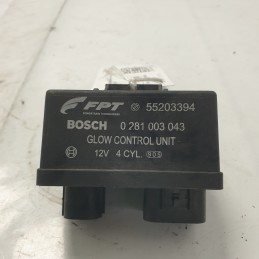 FPT 55203394
BOSCH 0 281 003 043
GLOW CONTROL UNIT
12V 4 CYL.